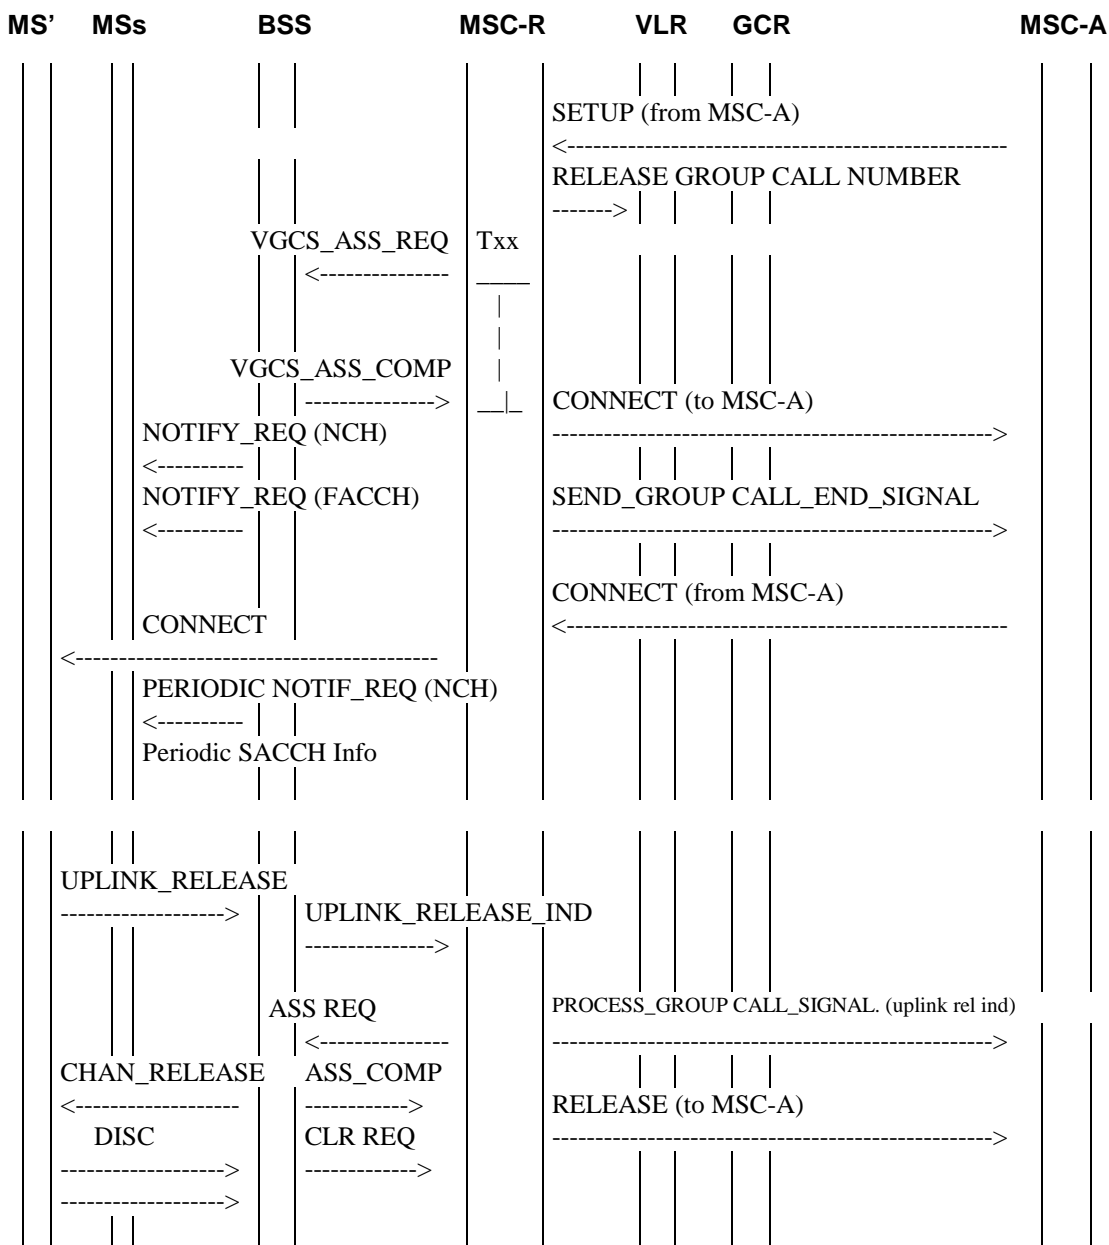 MS’ MSs BSS MSC-R VLR GCR MSC-A
SETUP (from MSC-A)
<---------------------------------------------------
RELEASE GROUP CALL NUMBER
------->
VGCS_ASS_REQ Txx
<---------------
VGCS_ASS_COMP
---------------> CONNECT (to MSC-A)
NOTIFY_REQ (NCH) --------------------------------------------------->
<----------
NOTIFY_REQ (FACCH) SEND_GROUP CALL_END_SIGNAL
<---------- --------------------------------------------------->
CONNECT (from MSC-A)
CONNECT <---------------------------------------------------
<------------------------------------------
PERIODIC NOTIF_REQ (NCH)
<----------
Periodic SACCH Info
UPLINK_RELEASE
-------------------> UPLINK_RELEASE_IND
--------------->
ASS REQ PROCESS_GROUP CALL_SIGNAL. (uplink rel ind)
<--------------- --------------------------------------------------->
CHAN_RELEASE ASS_COMP
<------------------- ------------> RELEASE (to MSC-A)
DISC CLR REQ --------------------------------------------------->
-------------------> ------------->
------------------->